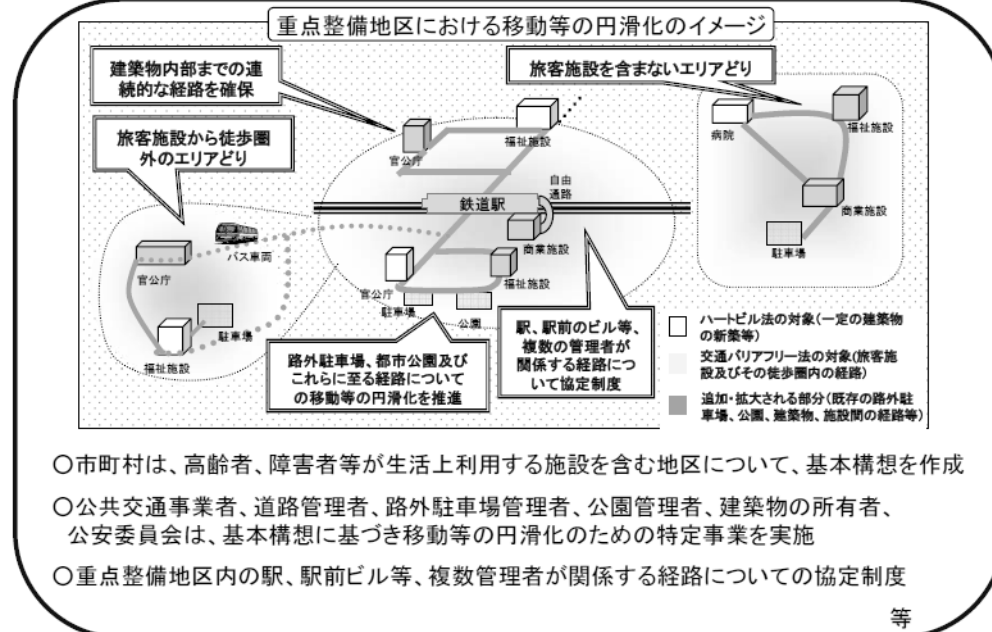 重点整備地区における移動等の円滑化のイメージ
建築物内部までの連
続的な経路を確保
旅客施設を含まないエリアどり
旅客施設から徒歩圏
外のエリアどり
官公庁
福祉施設
病院
福祉施設
自由
通路
鉄道駅
商業施設
商業施設
駐車場
バス車両
官公庁
駐車場
福祉施設
官公庁
福祉施設
駐車場
公園
路外駐車場、都市公園及び
これらに至る経路について
の移動等の円滑化を推進
駅、駅前のビル等、
複数の管理者が
関係する経路につ
いて協定制度
ハートビル法の対象(一定の建築物
の新築等)
交通バリアフリー法の対象(旅客施
設及びその徒歩圏内の経路)
追加・拡大される部分(既存の路外駐
車場、公園、建築物、施設間の経路等)
○市町村は、高齢者、障害者等が生活上利用する施設を含む地区について、基本構想を作成
○公共交通事業者、道路管理者、路外駐車場管理者、公園管理者、建築物の所有者、
公安委員会は、基本構想に基づき移動等の円滑化のための特定事業を実施
○重点整備地区内の駅、駅前ビル等、複数管理者が関係する経路についての協定制度
等